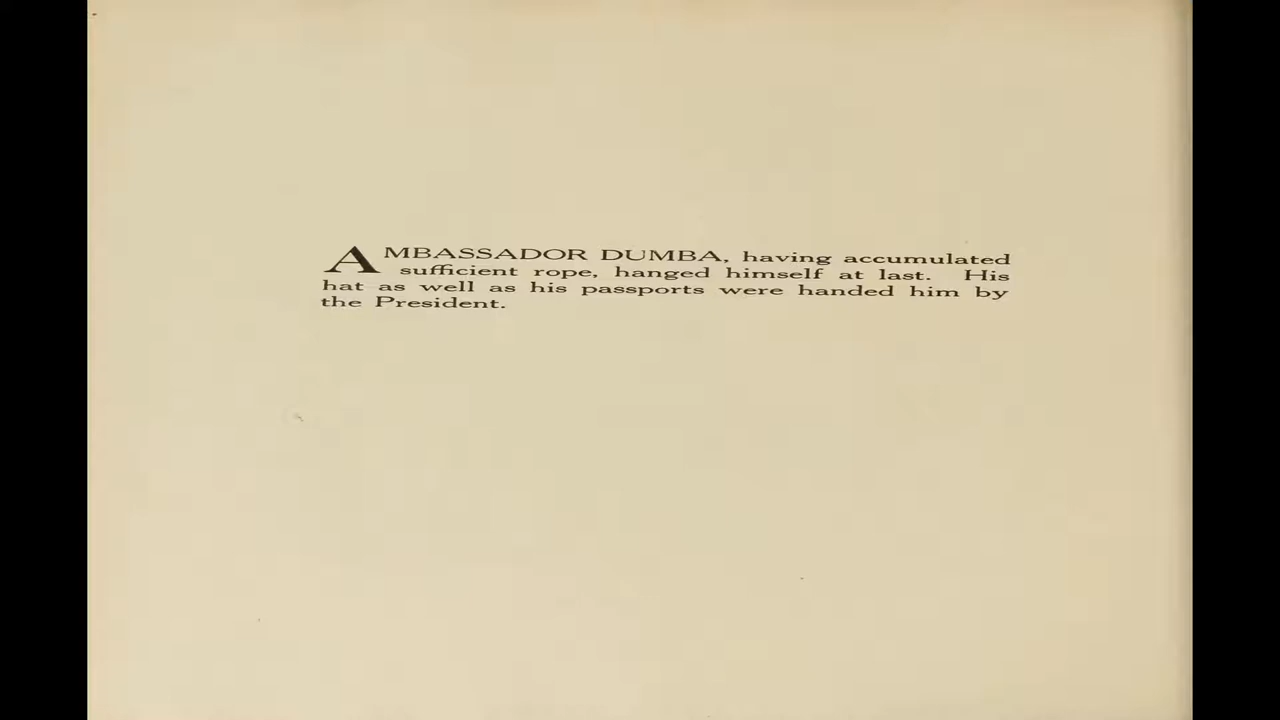 AMBASSADOR DUMBA, having accumulated
sufficient rope, hanged himself at last. His
hat as well as his passports were handed him by
the President.